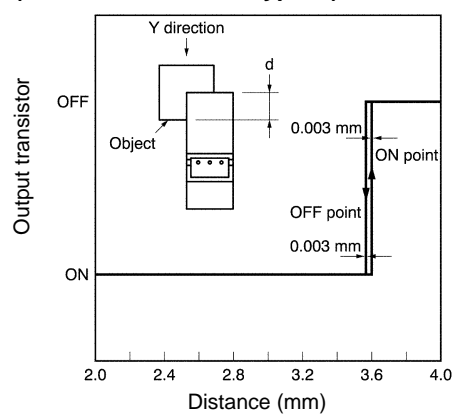 Y direction
d
OFF
0.003 mm
Object
ON point
OFF point
0.003 mm
ON
Output transistor
2.0 2.4 2.8 3.2 3.6 4.0
Distance (mm)